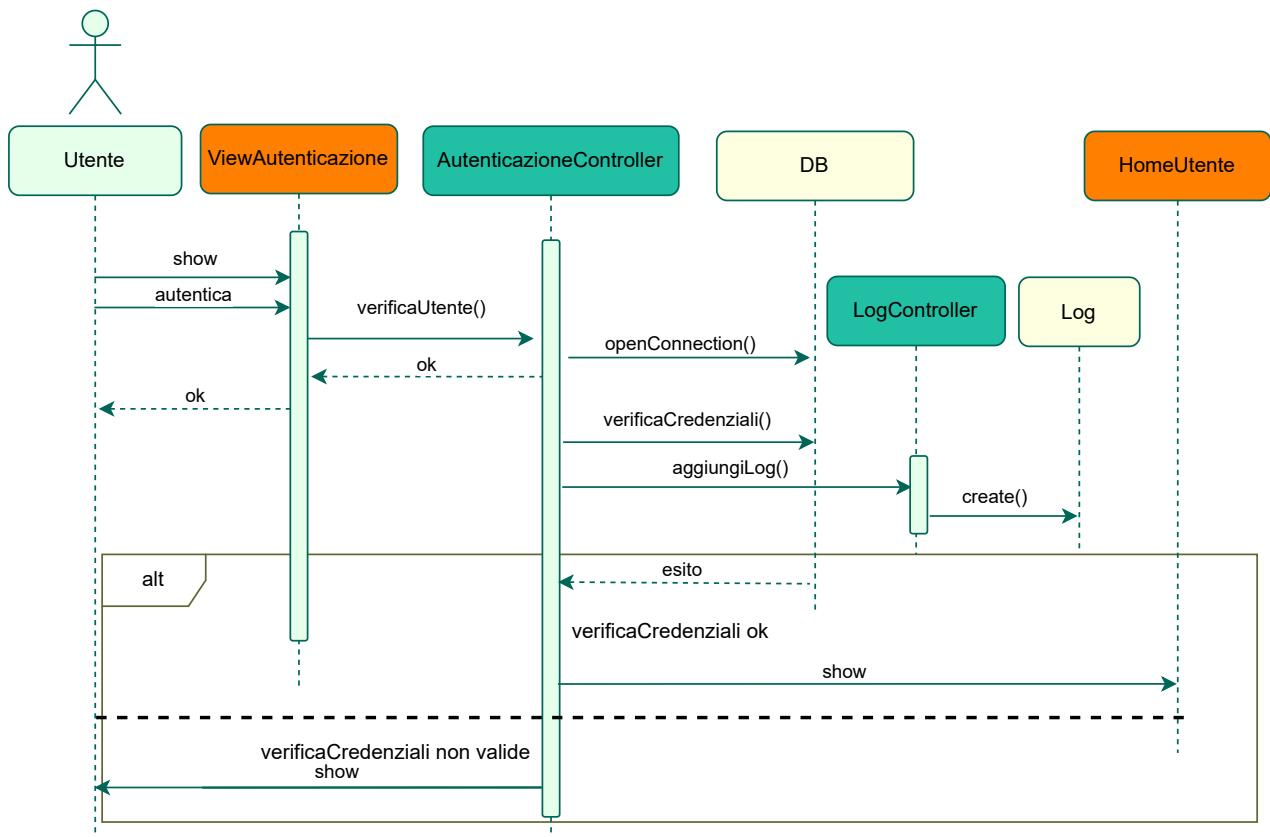 Utente
ViewAutenticazione
AutenticazioneController
DB
HomeUtente
show
autentica
verificaUtente()
LogController
Log
openConnection()
ok
ok
verificaCredenziali()
aggiungiLog()
create()
alt
esito
verificaCredenziali ok
show
verificaCredenziali non valide
show